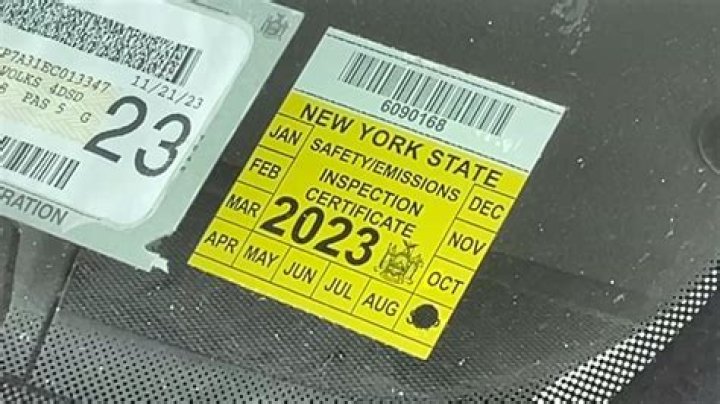 P7A31EC013347 11/21/23
VOLKS 4DSD
PAS 5 G
23
RATION
6090168
NEW YORK STATE
SAFETY/EMISSIONS
INSPECTION
CERTIFICATE
2023
JAN
FEB
MAR
APR MAY JUN JUL AUG
OCT
NOV
DEC